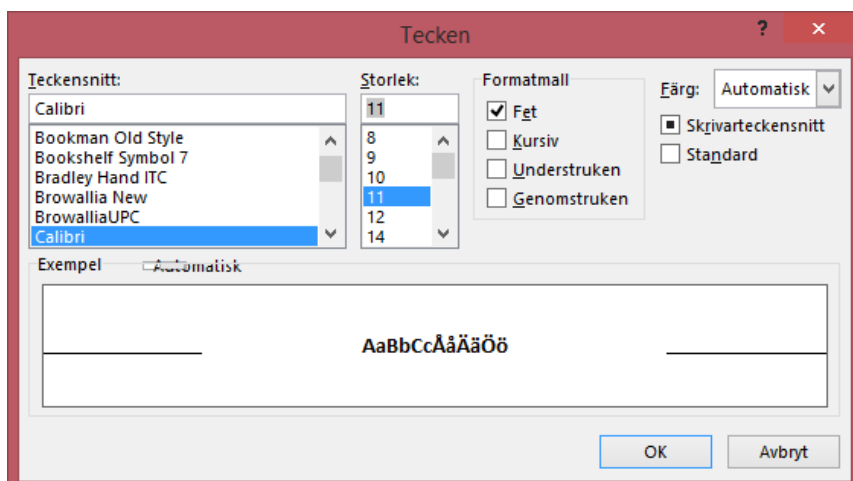 Tecken
?
Teckensnitt:
Calibri
Bookman Old Style
Bookshelf Symbol 7
Bradley Hand ITC
Browallia New
BrowalliaUPC
Calibri
Storlek:
11
8
9
10
11
12
14
Formatmall
Fet
Kursiv
Understruken
Genomstruken
Färg: Automatisk
Skrivarteckensnitt
Standard
Exempel
Automatisk
AaBbCcÅåÄäÖö
OK
Avbryt